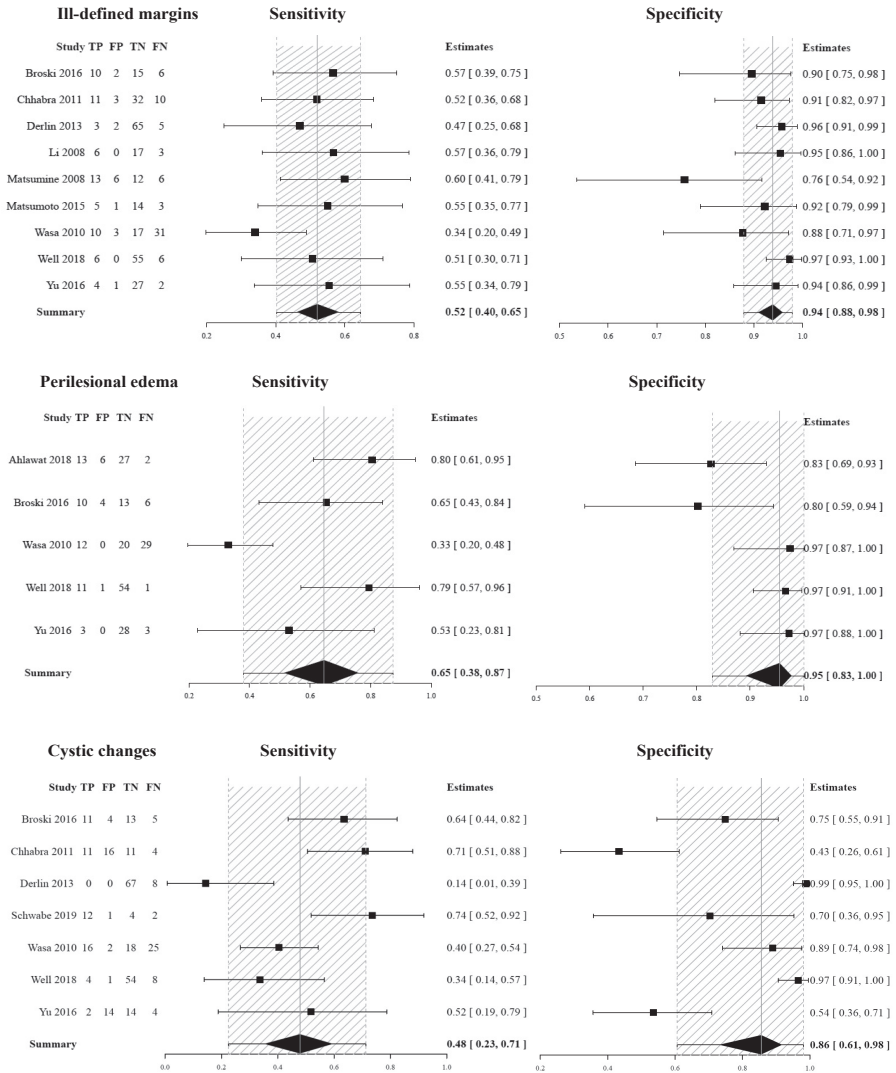 Ill-defined margins Sensitivity Specificity
Study TP FP TN FN Estimates Estimates
Broski 2016 10 2 15 6 0.57 [ 0.39, 0.75 ] 0.90 [ 0.75, 0.98 ]
Chhabra 2011 11 3 32 10 0.52 [ 0.36, 0.68 ] 0.91 [ 0.82, 0.97 ]
Derlin 2013 3 2 65 5 0.47 [ 0.25, 0.68 ] 0.96 [ 0.91, 0.99 ]
Li 2008 6 0 17 3 0.57 [ 0.36, 0.79 ] 0.95 [ 0.86, 1.00 ]
Matsumine 2008 13 6 12 6 0.60 [ 0.41, 0.79 ] 0.76 [ 0.54, 0.92 ]
Matsumoto 2015 5 1 14 3 0.55 [ 0.35, 0.77 ] 0.92 [ 0.79, 0.99 ]
Wasa 2010 10 3 17 31 0.34 [ 0.20, 0.49 ] 0.88 [ 0.71, 0.97 ]
Well 2018 6 0 55 6 0.51 [ 0.30, 0.71 ] 0.97 [ 0.93, 1.00 ]
Yu 2016 4 1 27 2 0.55 [ 0.34, 0.79 ] 0.94 [ 0.86, 0.99 ]
Summary 0.52 [ 0.40, 0.65 ] 0.94 [ 0.88, 0.98 ]
0.2 0.4 0.6 0.8 0.5 0.6 0.7 0.8 0.9 1.0
Perilesional edema Sensitivity Specificity
Study TP FP TN FN Estimates Estimates
Ahlawat 2018 13 6 27 2 0.80 [ 0.61, 0.95 ] 0.83 [ 0.69, 0.93 ]
Broski 2016 10 4 13 6 0.65 [ 0.43, 0.84 ] 0.80 [ 0.59, 0.94 ]
Wasa 2010 12 0 20 29 0.33 [ 0.20, 0.48 ] 0.97 [ 0.87, 1.00 ]
Well 2018 11 1 54 1 0.79 [ 0.57, 0.96 ] 0.97 [ 0.91, 1.00 ]
Yu 2016 3 0 28 3 0.53 [ 0.23, 0.81 ] 0.97 [ 0.88, 1.00 ]
Summary 0.65 [ 0.38, 0.87 ] 0.95 [ 0.83, 1.00 ]
0.2 0.4 0.6 0.8 1.0 0.5 0.6 0.7 0.8 0.9 1.0
Cystic changes Sensitivity Specificity
Study TP FP TN FN Estimates Estimates
Broski 2016 11 4 13 5 0.64 [ 0.44, 0.82 ] 0.75 [ 0.55, 0.91 ]
Chhabra 2011 11 16 11 4 0.71 [ 0.51, 0.88 ] 0.43 [ 0.26, 0.61 ]
Derlin 2013 0 0 67 8 0.14 [ 0.01, 0.39 ] 0.99 [ 0.95, 1.00 ]
Schwabe 2019 12 1 4 2 0.74 [ 0.52, 0.92 ] 0.70 [ 0.36, 0.95 ]
Wasa 2010 16 2 18 25 0.40 [ 0.27, 0.54 ] 0.89 [ 0.74, 0.98 ]
Well 2018 4 1 54 8 0.34 [ 0.14, 0.57 ] 0.97 [ 0.91, 1.00 ]
Yu 2016 2 14 14 4 0.52 [ 0.19, 0.79 ] 0.54 [ 0.36, 0.71 ]
Summary 0.48 [ 0.23, 0.71 ] 0.86 [ 0.61, 0.98 ]
0.0 0.2 0.4 0.6 0.8 1.0 0.2 0.4 0.6 0.8 1.0